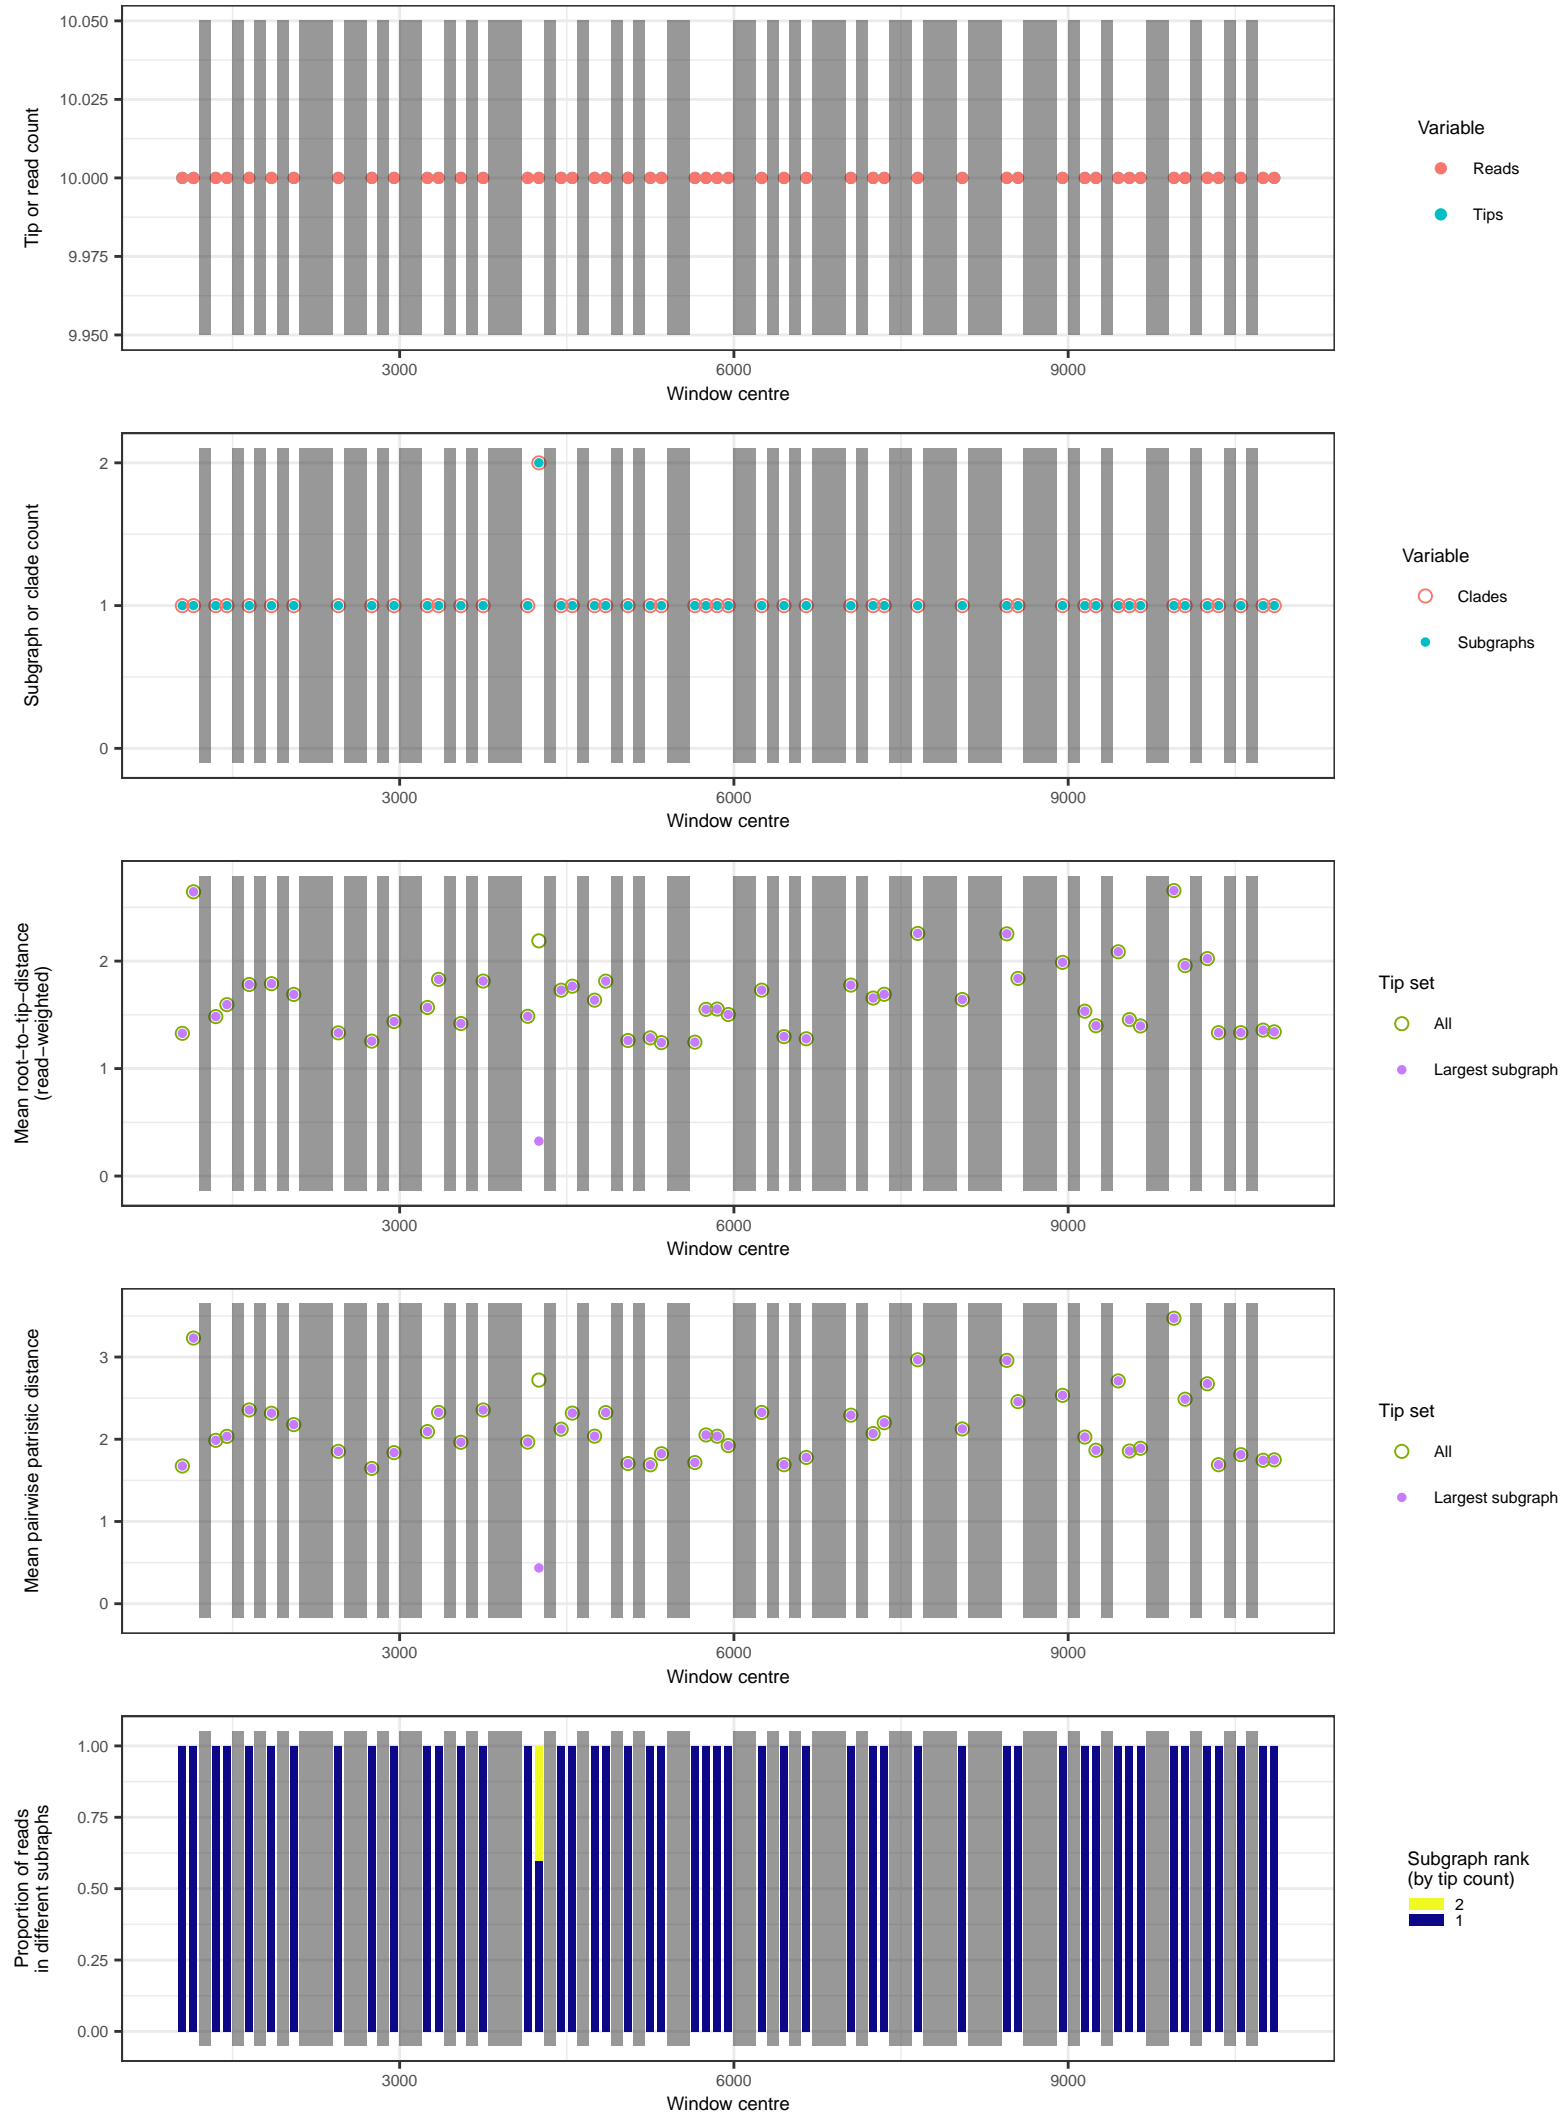 10.050
10.025
10.000
9.975
9.950
Tip or read count
3000
6000
9000
Window centre
Variable
Reads
Tips
2
1
0
Subgraph or clade count
3000
6000
9000
Window centre
Variable
Clades
Subgraphs
2
1
0
Mean root−to−tip−distance
(read−weighted)
3000
6000
9000
Window centre
Tip set
All
Largest subgraph
3
2
1
0
Mean pairwise patristic distance
3000
6000
9000
Window centre
Tip set
All
Largest subgraph
1.00
0.75
0.50
0.25
0.00
Proportion of reads
in different subraphs
3000
6000
9000
Window centre
Subgraph rank
(by tip count)
2
1